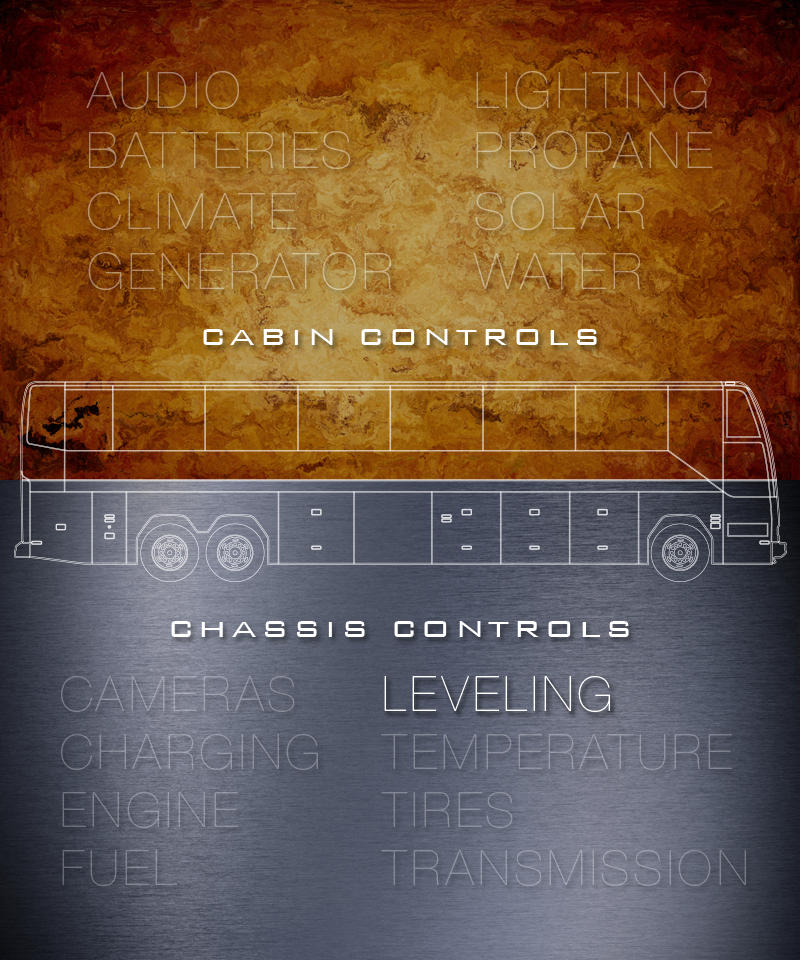 AUDIO LIGHTING
BATTERIES PROPANE
CLIMATE SOLAR
GENERATOR WATER
CABIN CONTROLS
CHASSIS CONTROLS
CAMERAS LEVELING
CHARGING TEMPERATURE
ENGINE TIRES
FUEL TRANSMISSION